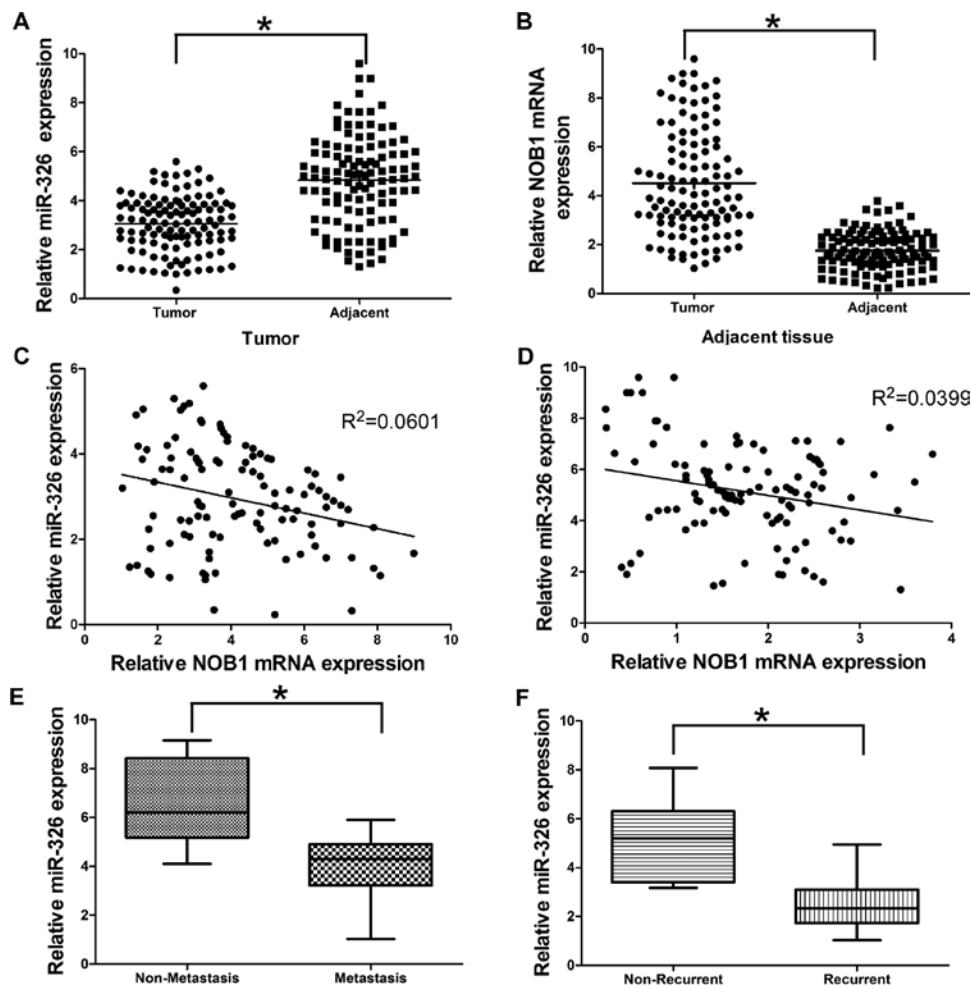 A
*
Relative miR-326 expression
10
8
6
4
2
0
Tumor
Adjacent
B
*
Relative NOB1 mRNA
expression
10
8
6
4
2
0
Tumor
Adjacent
C
Tumor
Relative miR-326 expression
6
4
2
0
R²=0.0601
0
2
4
6
8
10
Relative NOB1 mRNA expression
D
Adjacent tissue
Relative miR-326 expression
10
8
6
4
2
0
R²=0.0399
0
1
2
3
4
Relative NOB1 mRNA expression
E
*
Relative miR-326 expression
10
8
6
4
2
0
Non-Metastasis
Metastasis
F
*
Relative miR-326 expression
10
8
6
4
2
0
Non-Recurrent
Recurrent